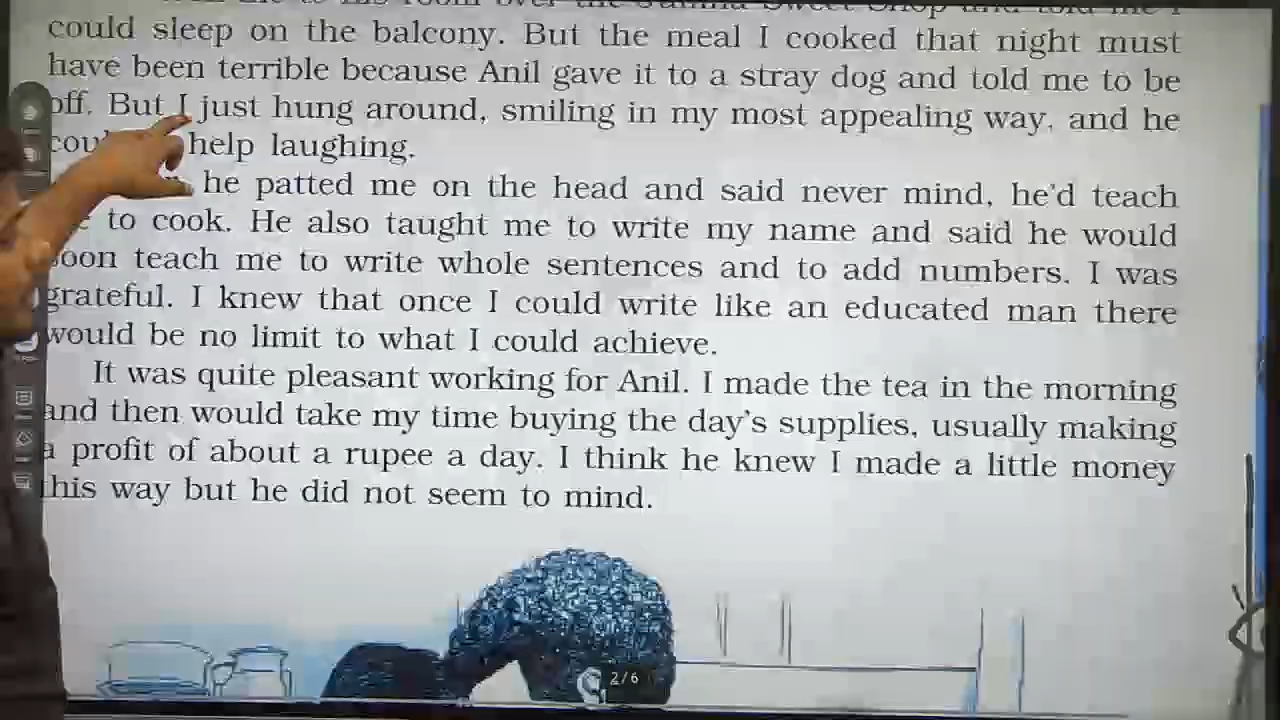 could sleep on the balcony. But the meal I cooked that night must
have been terrible because Anil gave it to a stray dog and told me to be
off. But I just hung around, smiling in my most appealing way, and he
help laughing.
he patted me on the head and said never mind, he'd teach
to cook. He also taught me to write my name and said he would
soon teach me to write whole sentences and to add numbers. I was
grateful. I knew that once I could write like an educated man there
would be no limit to what I could achieve.
It was quite pleasant working for Anil. I made the tea in the morning
and then would take my time buying the day's supplies, usually making
a profit of about a rupee a day. I think he knew I made a little money
this way but he did not seem to mind.
2/6